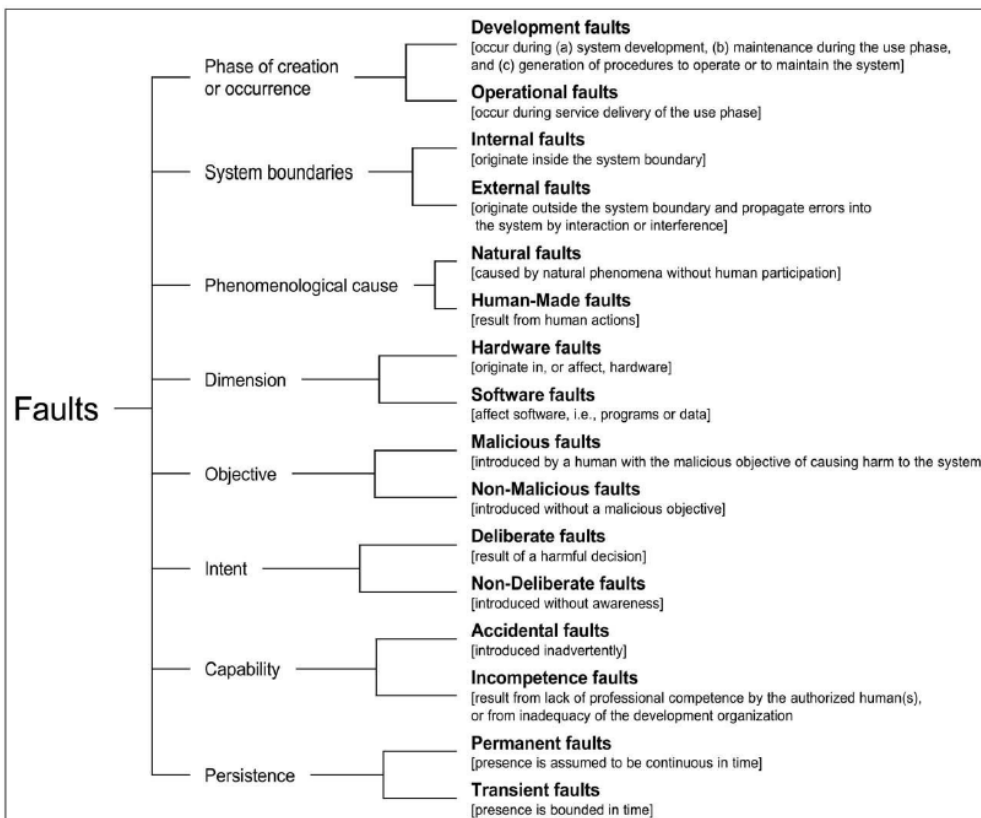 Faults
Phase of creation
or occurrence
Development faults
[occur during (a) system development, (b) maintenance during the use phase,
and (c) generation of procedures to operate or to maintain the system]
Operational faults
[occur during service delivery of the use phase]
System boundaries
Internal faults
[originate inside the system boundary]
External faults
[originate outside the system boundary and propagate errors into
the system by interaction or interference]
Phenomenological cause
Natural faults
[caused by natural phenomena without human participation]
Human-Made faults
[result from human actions]
Dimension
Hardware faults
[originate in, or affect, hardware]
Software faults
[affect software, i.e., programs or data]
Objective
Malicious faults
[introduced by a human with the malicious objective of causing harm to the system
Non-Malicious faults
[introduced without a malicious objective]
Intent
Deliberate faults
[result of a harmful decision]
Non-Deliberate faults
[introduced without awareness]
Capability
Accidental faults
[introduced inadvertently]
Incompetence faults
[result from lack of professional competence by the authorized human(s),
or from inadequacy of the development organization
Persistence
Permanent faults
[presence is assumed to be continuous in time]
Transient faults
[presence is bounded in time]